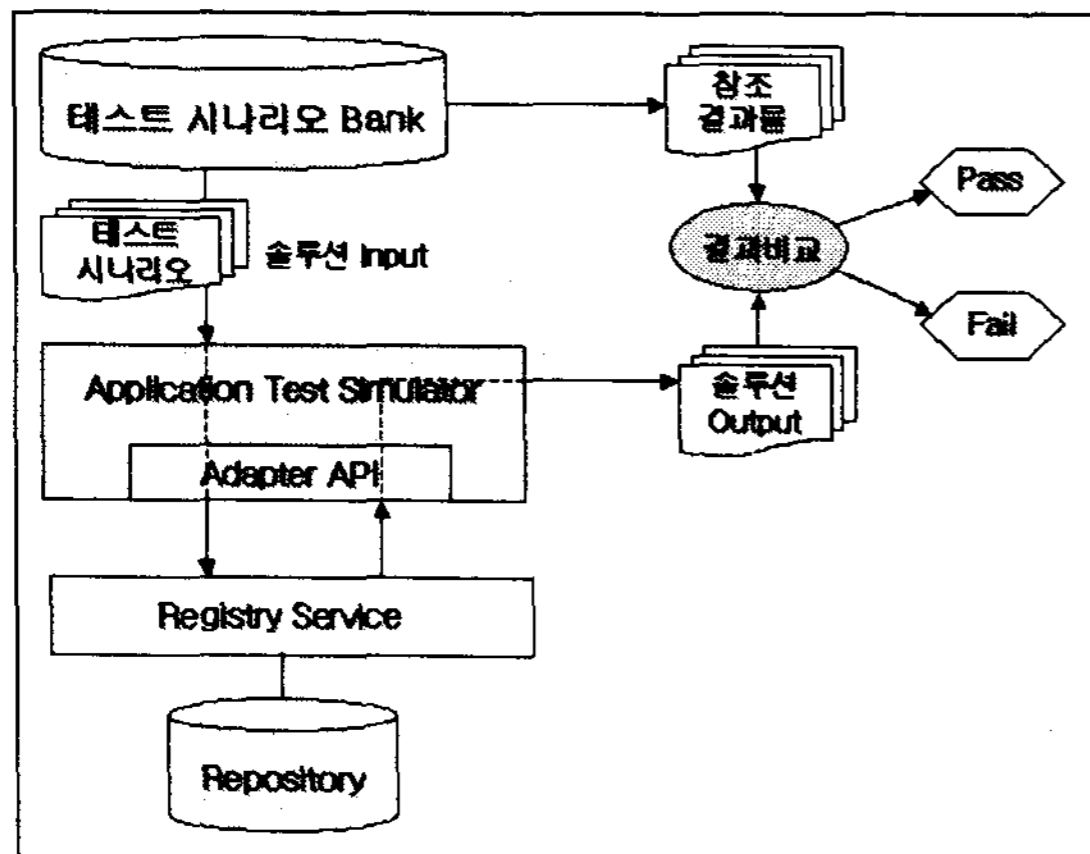 테스트 시나리오 Bank
참조
결과물
Pass
테스트
시나리오
솔루션 Input
결과비교
Fail
Application Test Simulator
솔루션
Output
Adapter API
Registry Service
Repository